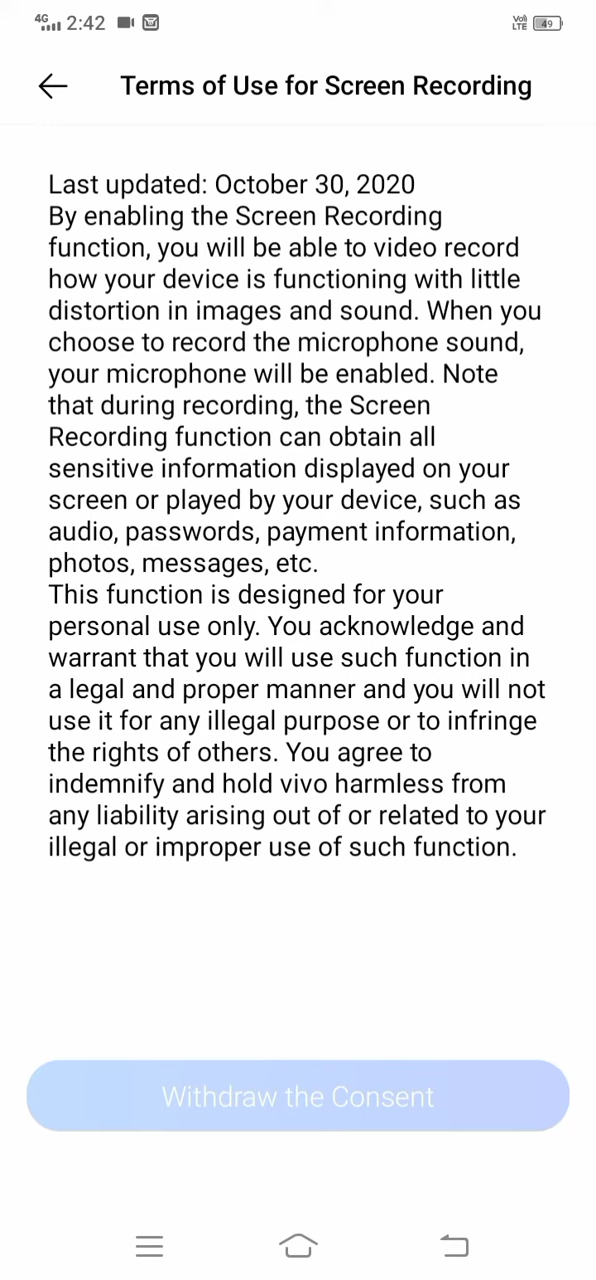 4G 2:42 VoLTE 49
Terms of Use for Screen Recording
Last updated: October 30, 2020
By enabling the Screen Recording
function, you will be able to video record
how your device is functioning with little
distortion in images and sound. When you
choose to record the microphone sound,
your microphone will be enabled. Note
that during recording, the Screen
Recording function can obtain all
sensitive information displayed on your
screen or played by your device, such as
audio, passwords, payment information,
photos, messages, etc.
This function is designed for your
personal use only. You acknowledge and
warrant that you will use such function in
a legal and proper manner and you will not
use it for any illegal purpose or to infringe
the rights of others. You agree to
indemnify and hold vivo harmless from
any liability arising out of or related to your
illegal or improper use of such function.
Withdraw the Consent